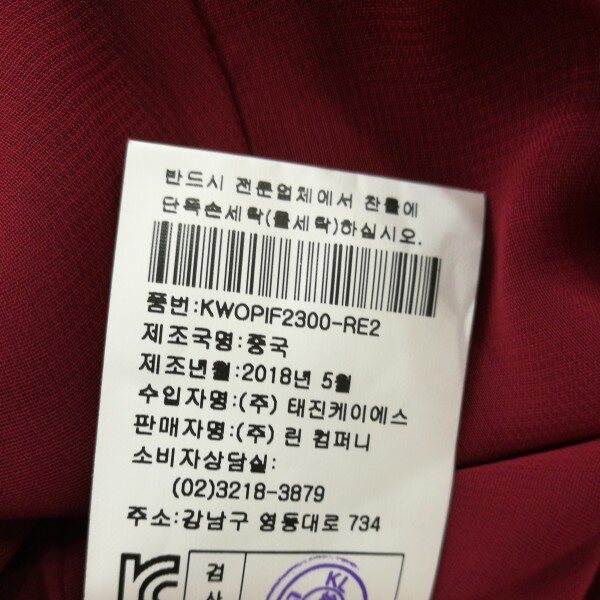 반드시 전문업체에서 찬물에
단독손세탁(물세탁)하십시오.
품번:KWOPIF2300-RE2
제조국명:중국
제조년월:2018년 5월
수입자명:(주) 태진케이에스
판매자명:(주) 린 컴퍼니
소비자상담실:
(02)3218-3879
주소:강남구 영동대로 734
검
사
KL